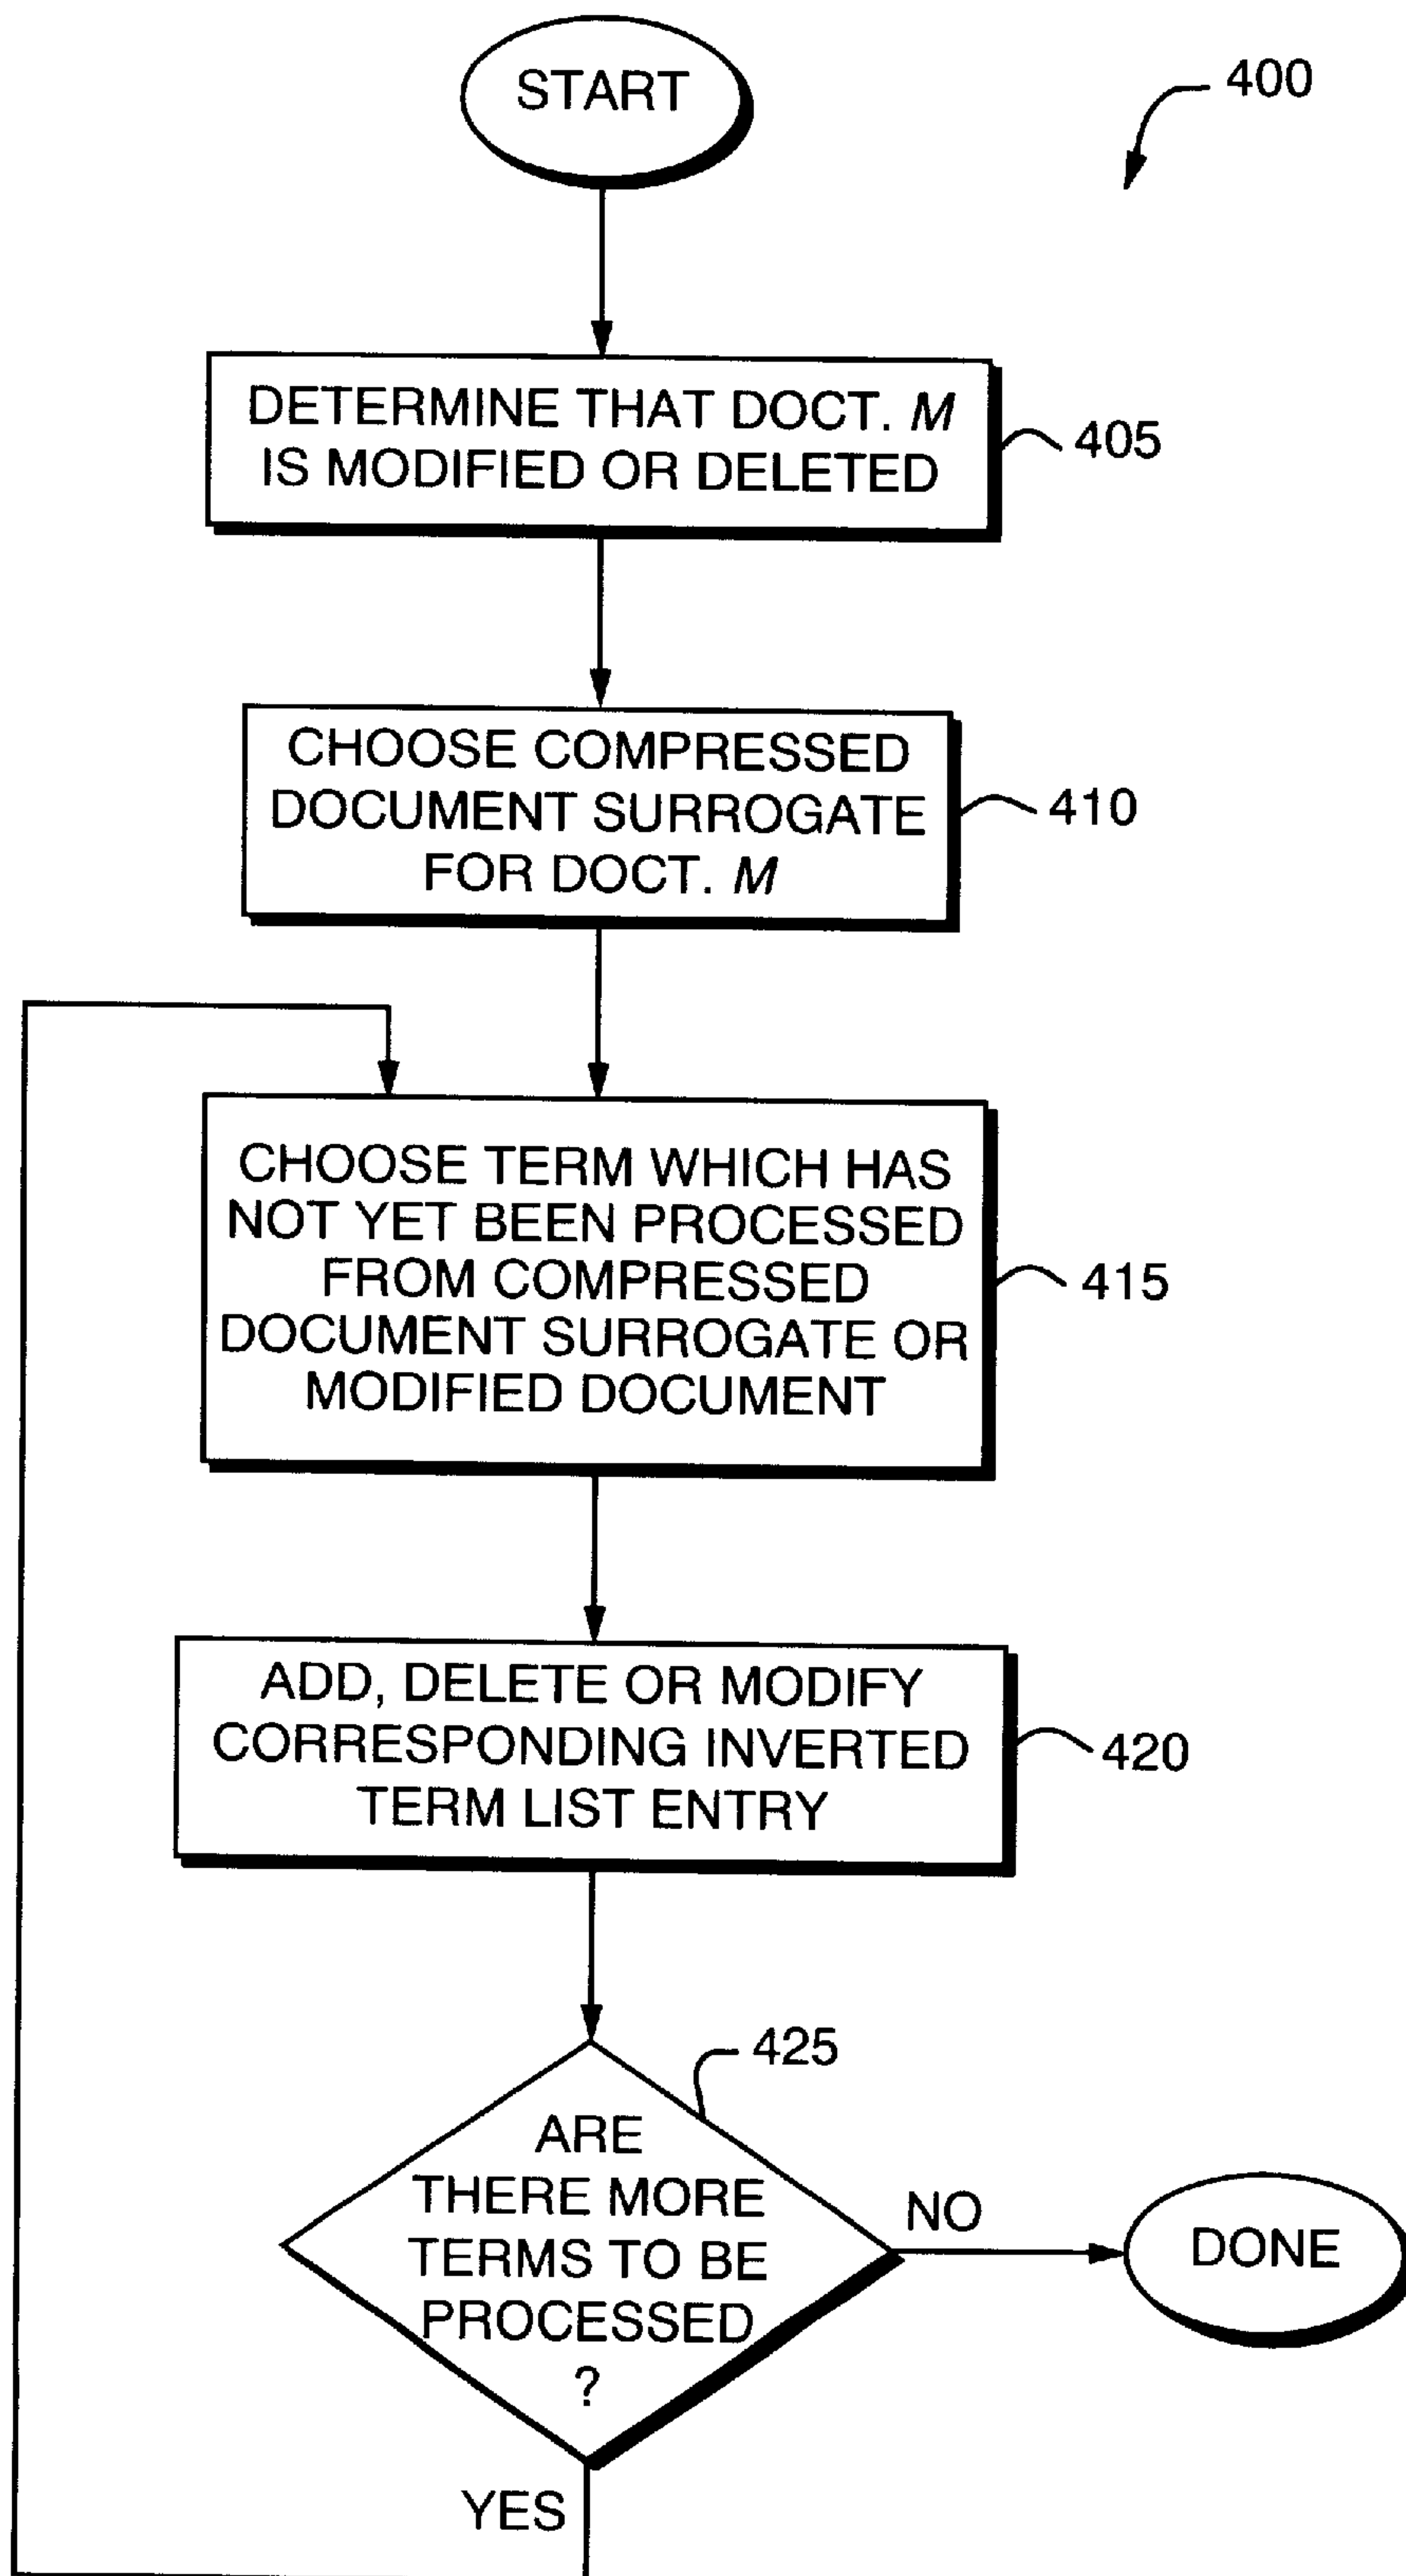 START
400
DETERMINE THAT DOCT. M
IS MODIFIED OR DELETED
405
CHOOSE COMPRESSED
DOCUMENT SURROGATE
FOR DOCT. M
410
CHOOSE TERM WHICH HAS
NOT YET BEEN PROCESSED
FROM COMPRESSED
DOCUMENT SURROGATE OR
MODIFIED DOCUMENT
415
ADD, DELETE OR MODIFY
CORRESPONDING INVERTED
TERM LIST ENTRY
420
425
ARE
THERE MORE
TERMS TO BE
PROCESSED
?
NO
DONE
YES